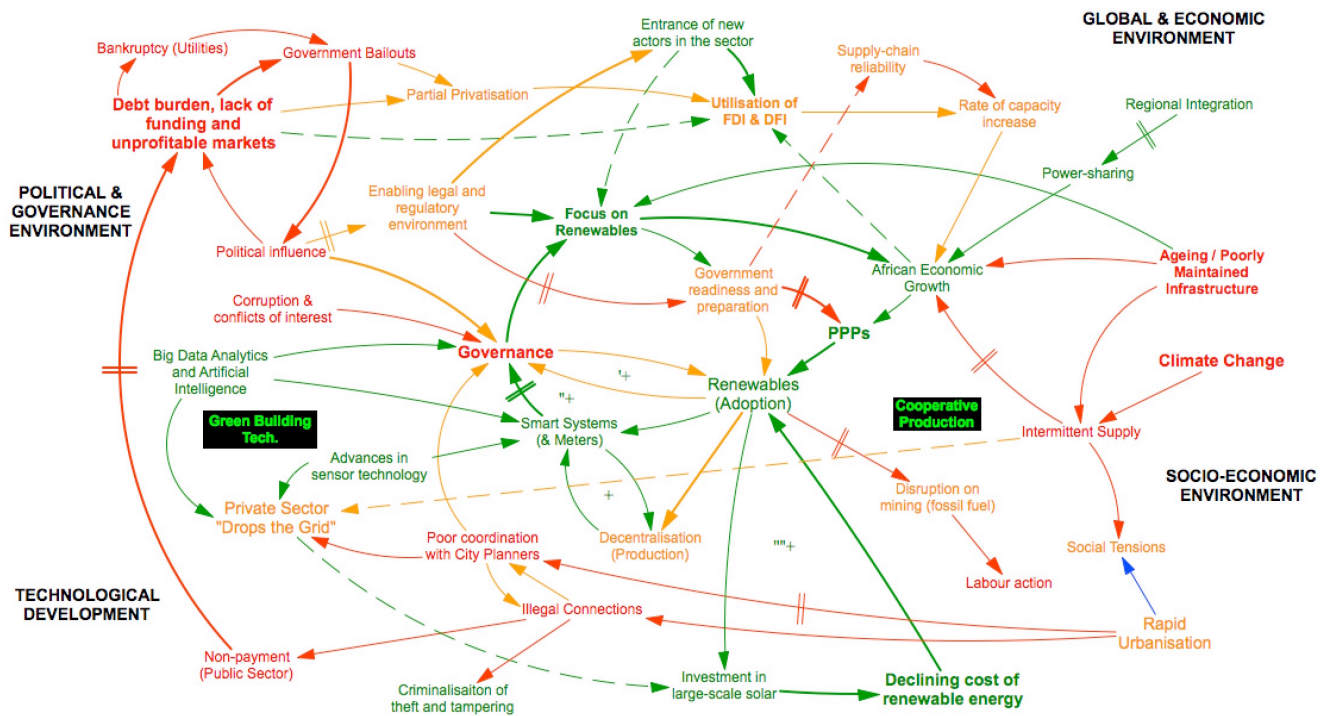 Entrance of new
actors in the sector
GLOBAL & ECONOMIC
ENVIRONMENT
Bankruptcy (Utilities)
Government Bailouts
Supply-chain
reliability
Debt burden, lack of
funding and
unprofitable markets
Partial Privatisation
Utilisation of
FDI & DFI
Rate of capacity
increase
Regional Integration
POLITICAL &
GOVERNANCE
ENVIRONMENT
Enabling legal and
regulatory
environment
Power-sharing
Focus on
Renewables
Political influence
Government
readiness and
preparation
African Economic
Growth
Ageing / Poorly
Maintained
Infrastructure
Corruption &
conflicts of interest
PPPs
Governance
Climate Change
Big Data Analytics
and Artificial
Intelligence
'+
"+
Renewables
(Adoption)
Green Building
Tech.
Cooperative
Production
Smart Systems
(& Meters)
Intermittent Supply
Advances in
sensor technology
SOCIO-ECONOMIC
ENVIRONMENT
+
Disruption on
mining (fossil fuel)
Private Sector
"Drops the Grid"
Poor coordination
with City Planners
Decentralisation
(Production)
""+
Social Tensions
Labour action
TECHNOLOGICAL
DEVELOPMENT
Illegal Connections
Rapid
Urbanisation
Non-payment
(Public Sector)
Criminalisaiton of
theft and tampering
Investment in
large-scale solar
Declining cost of
renewable energy